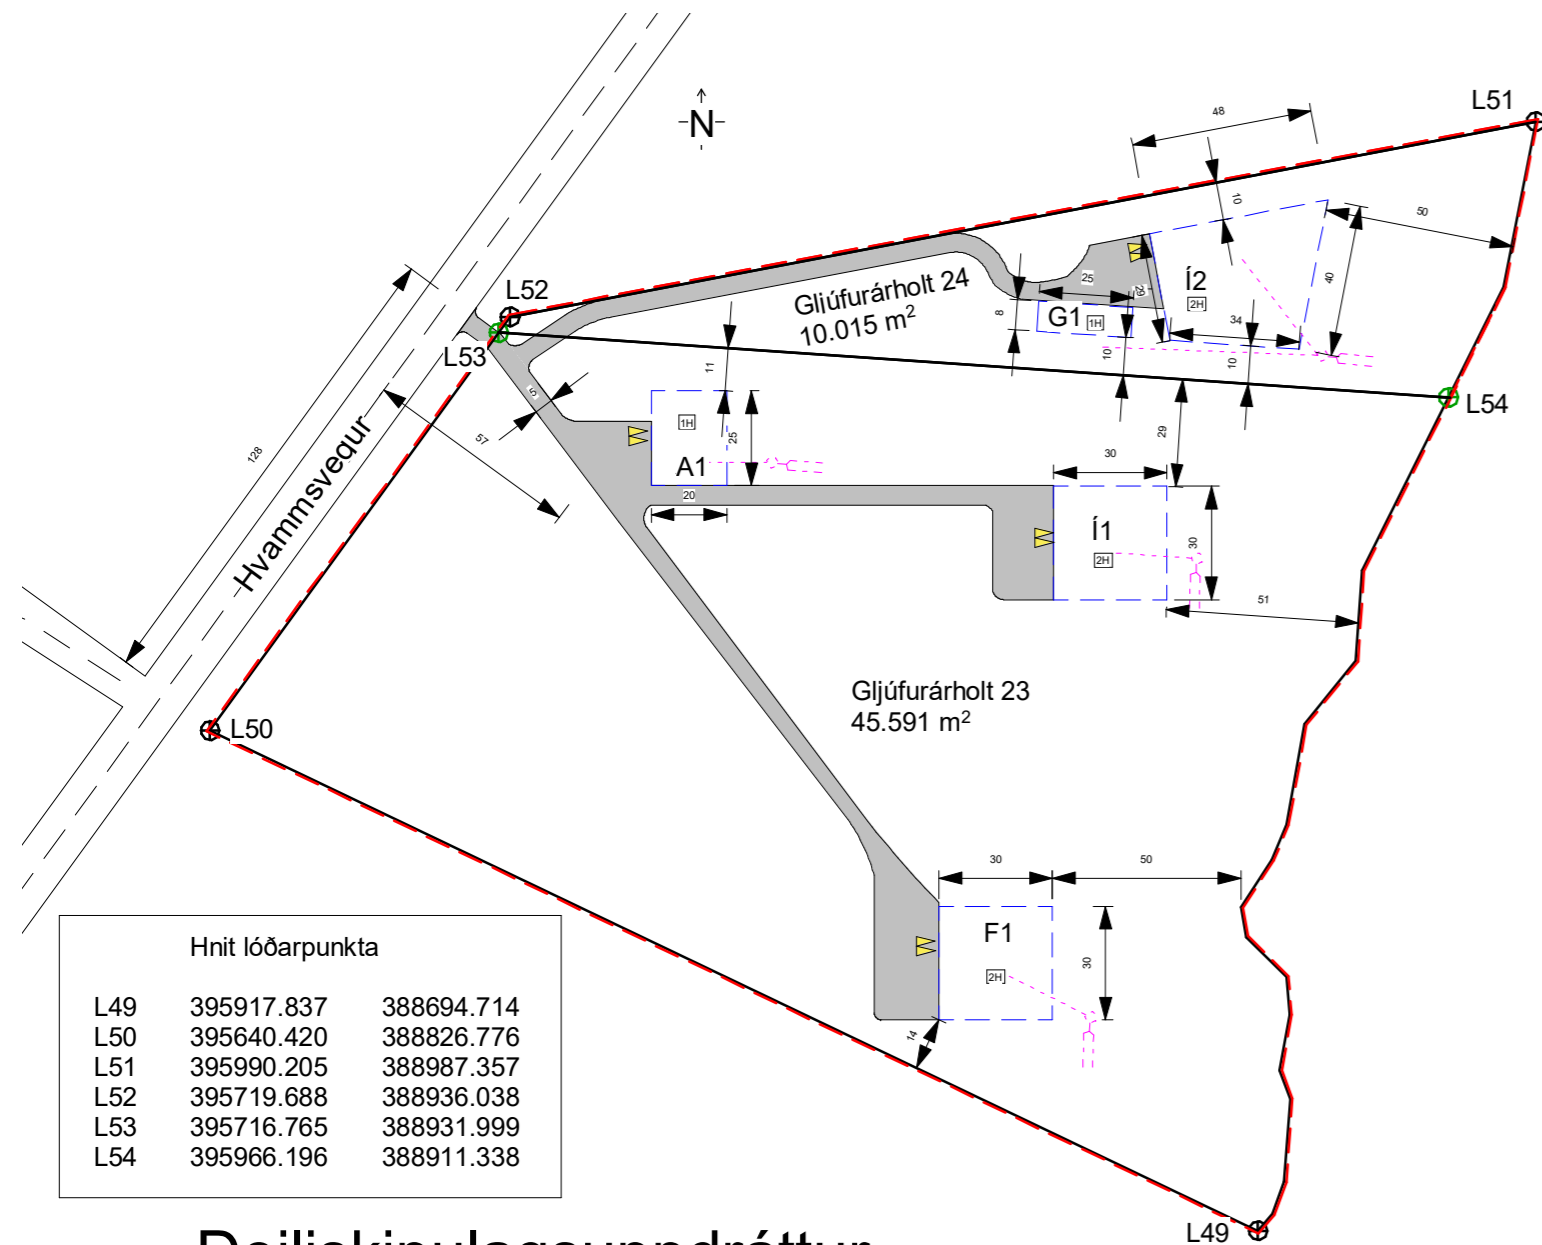 L51
48
N
10
50
L52
Gljúfurárholt 24
10.015 m²
25
Í2
2H
40
29
8
G1
1H
34
L53
10
10
11
L54
5
57
1H
25
29
A1
20
30
Í1
2H
30
128
Hvammsvegur
51
Gljúfurárholt 23
45.591 m²
L50
30
50
F1
2H
30
14
Hnit lóðarpunkta
L49 395917.837 388694.714
L50 395640.420 388826.776
L51 395990.205 388987.357
L52 395719.688 388936.038
L53 395716.765 388931.999
L54 395966.196 388911.338
L49